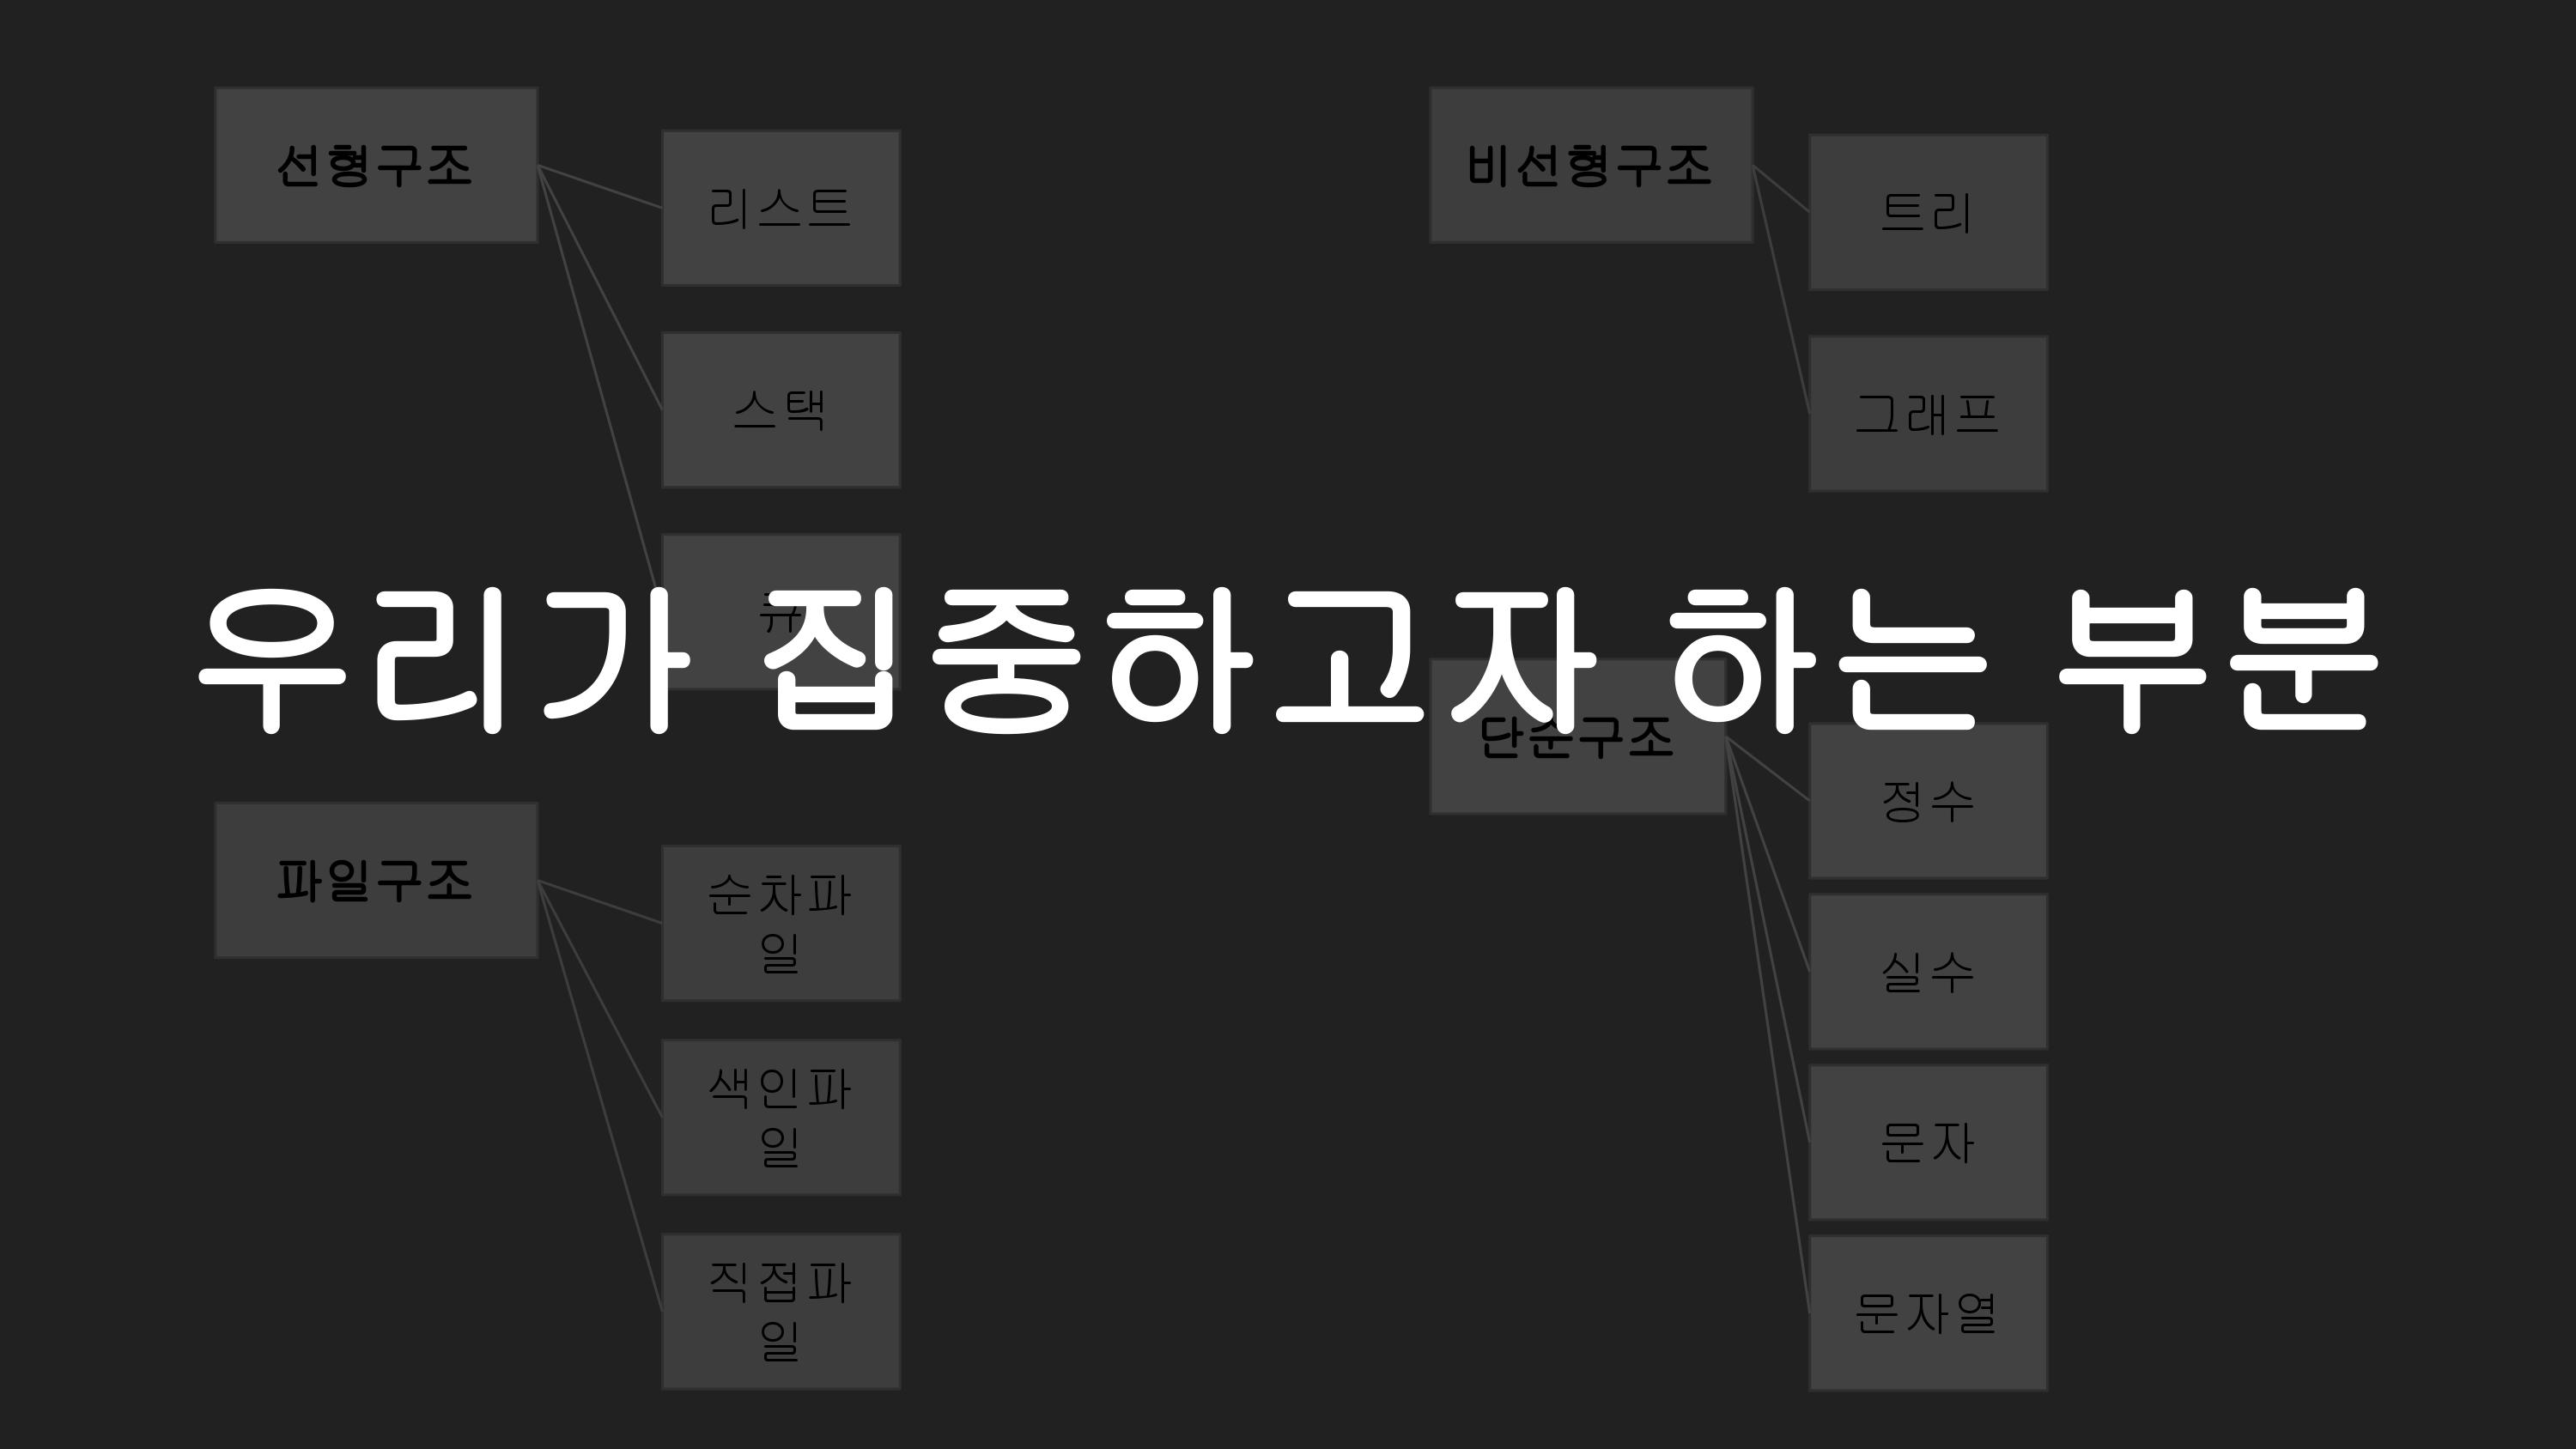 선형구조
리스트
스택
큐
비선형구조
트리
그래프
우리가 집중하고자 하는 부분
파일구조
순차파
일
색인파
일
직접파
일
단순구조
정수
실수
문자
문자열